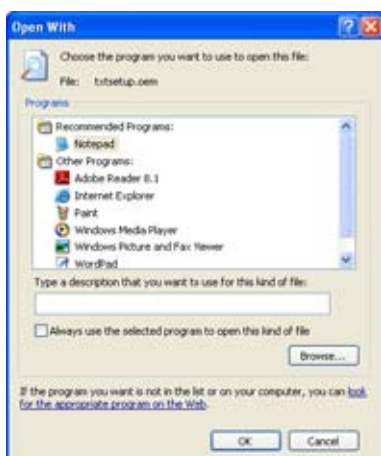 Open With
Choose the program you want to use to open this file:
File: txtsetup.oem
Programs
Recommended Programs:
Notepad
Other Programs:
Adobe Reader 8.1
Internet Explorer
Paint
Windows Media Player
Windows Picture and Fax Viewer
WordPad
Type a description that you want to use for this kind of file:
Always use the selected program to open this kind of file
Browse...
If the program you want is not in the list or on your computer, you can look
for the appropriate program on the Web.
OK
Cancel